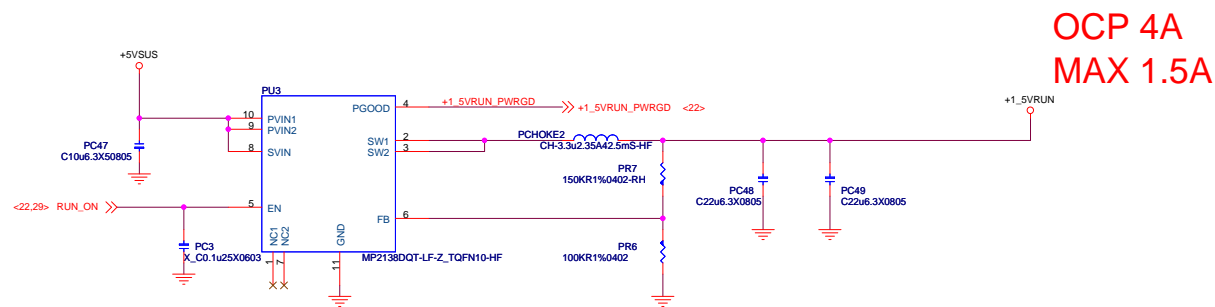 OCP 4A
MAX 1.5A
+5VSUS
+1_5VRUN
PU3
PGOOD
4
+1_5VRUN_PWRGD
+1_5VRUN_PWRGD <22>
10
PVIN1
9
PVIN2
8
SVIN
SW1
2
SW2
3
PCHOKE2
CH-3.3u2.35A42.5mS-HF
PC47
C10u6.3X50805
PR7
150KR1%0402-RH
PC48
C22u6.3X0805
PC49
C22u6.3X0805
<22,29> RUN_ON
5
EN
FB
6
NC1
NC2
GND
PC3
X_C0.1u25X0603
1
7
11
MP2138DQT-LF-Z_TQFN10-HF
PR6
100KR1%0402